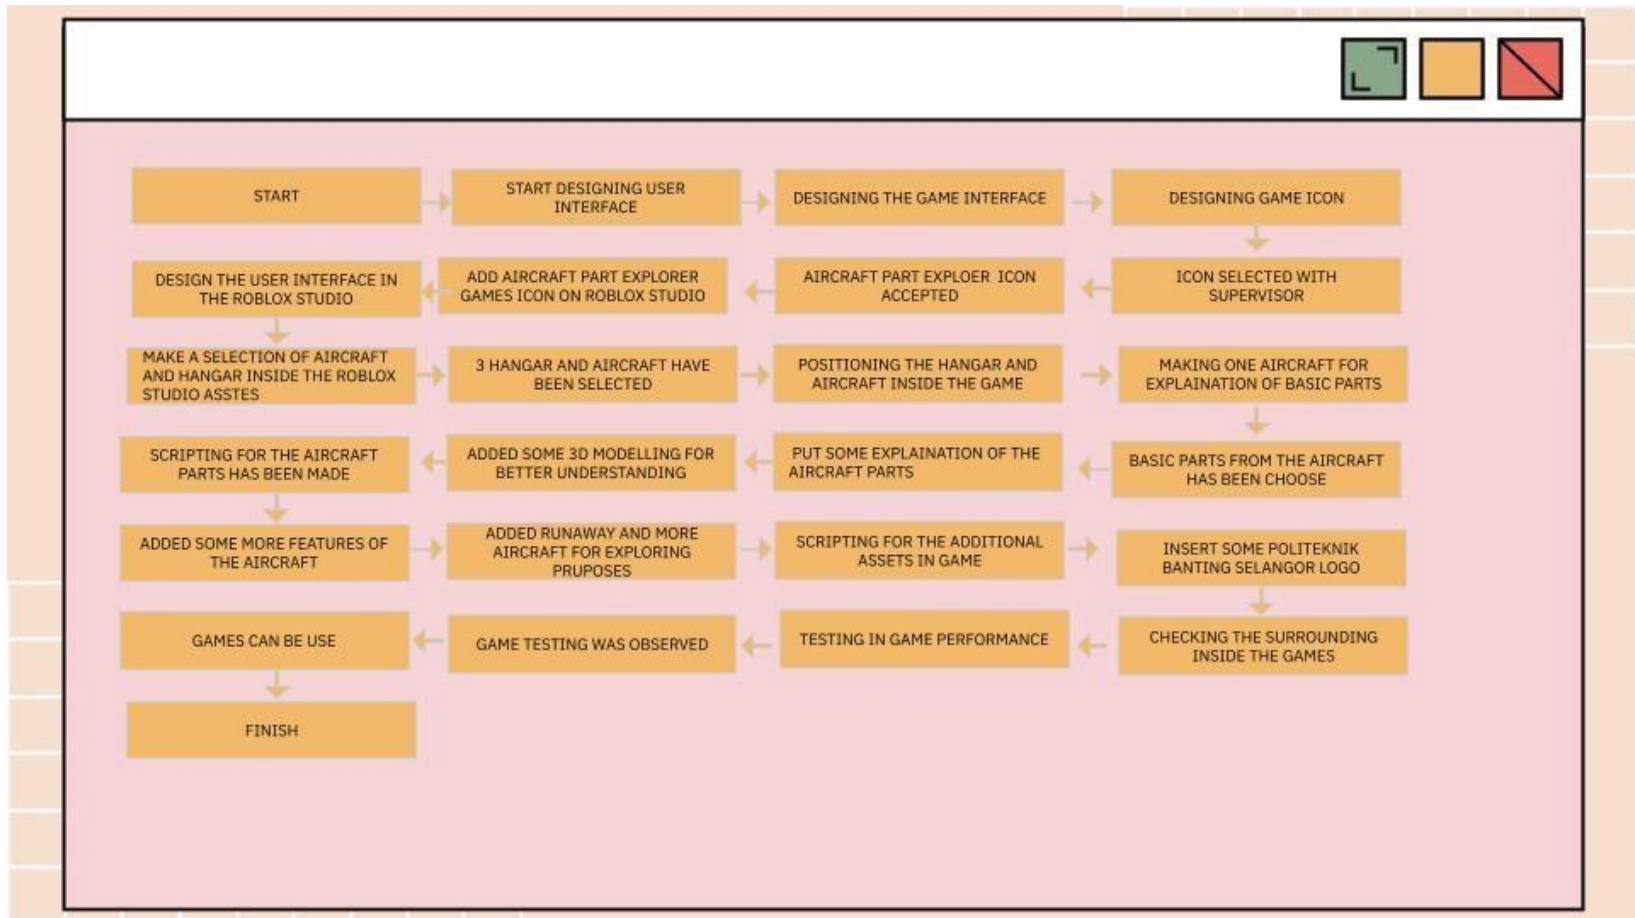 START
START DESIGNING USER
INTERFACE
DESIGNING THE GAME INTERFACE
DESIGNING GAME ICON
ICON SELECTED WITH
SUPERVISOR
AIRCRAFT PART EXPLOER ICON
ACCEPTED
ADD AIRCRAFT PART EXPLORER
GAMES ICON ON ROBLOX STUDIO
DESIGN THE USER INTERFACE IN
THE ROBLOX STUDIO
MAKE A SELECTION OF AIRCRAFT
AND HANGAR INSIDE THE ROBLOX
STUDIO ASSTES
3 HANGAR AND AIRCRAFT HAVE
BEEN SELECTED
POSITIONING THE HANGAR AND
AIRCRAFT INSIDE THE GAME
MAKING ONE AIRCRAFT FOR
EXPLAINATION OF BASIC PARTS
BASIC PARTS FROM THE AIRCRAFT
HAS BEEN CHOOSE
PUT SOME EXPLAINATION OF THE
AIRCRAFT PARTS
ADDED SOME 3D MODELLING FOR
BETTER UNDERSTANDING
SCRIPTING FOR THE AIRCRAFT
PARTS HAS BEEN MADE
ADDED SOME MORE FEATURES OF
THE AIRCRAFT
ADDED RUNAWAY AND MORE
AIRCRAFT FOR EXPLORING
PRUPOSES
SCRIPTING FOR THE ADDITIONAL
ASSETS IN GAME
INSERT SOME POLITEKNIK
BANTING SELANGOR LOGO
CHECKING THE SURROUNDING
INSIDE THE GAMES
TESTING IN GAME PERFORMANCE
GAME TESTING WAS OBSERVED
GAMES CAN BE USE
FINISH